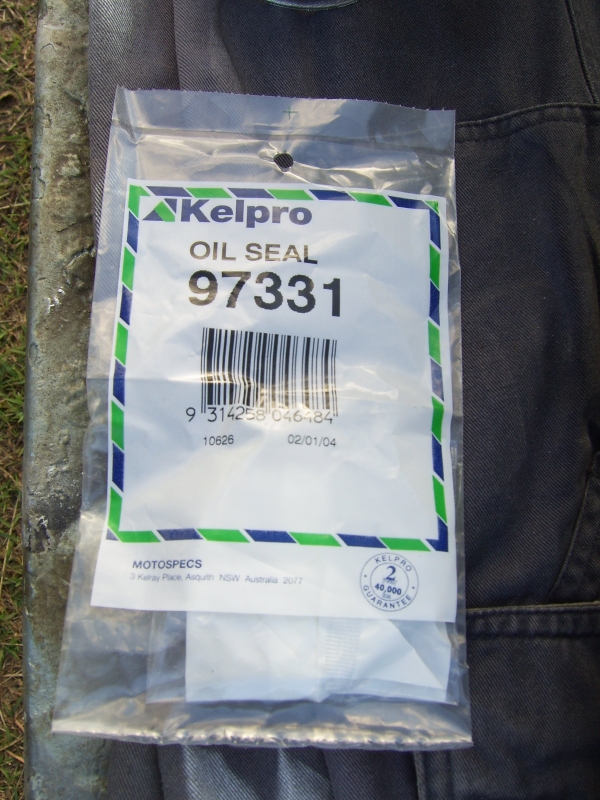 Kelpro
OIL SEAL
97331
9 314258 046484
10626 02/01/04
MOTOSPECS
3 Kelray Place, Asquith NSW Australia 2077
KELPRO
2
40,000
GUARANTEE